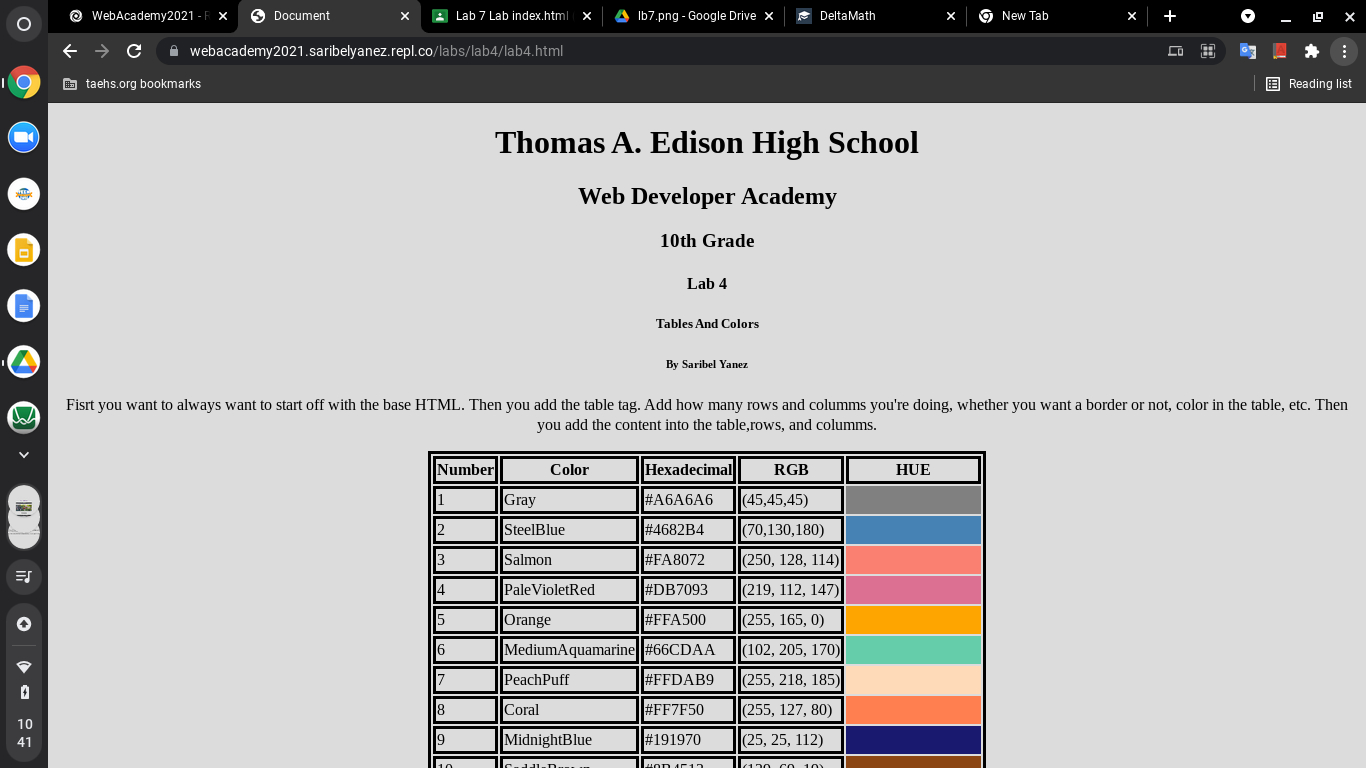 WebAcademy2021 - R
Document
Lab 7 Lab index.html
lb7.png - Google Drive
DeltaMath
New Tab
webacademy2021.saribelyanez.repl.co/labs/lab4/lab4.html
taehs.org bookmarks
Reading list
Thomas A. Edison High School
Web Developer Academy
10th Grade
Lab 4
Tables And Colors
By Saribel Yanez
Fisrt you want to always want to start off with the base HTML. Then you add the table tag. Add how many rows and columms you're doing, whether you want a border or not, color in the table, etc. Then
you add the content into the table,rows, and columms.
Number Color Hexadecimal RGB HUE
1 Gray #A6A6A6 (45,45,45)
2 SteelBlue #4682B4 (70,130,180)
3 Salmon #FA8072 (250, 128, 114)
4 PaleVioletRed #DB7093 (219, 112, 147)
5 Orange #FFA500 (255, 165, 0)
6 MediumAquamarine #66CDAA (102, 205, 170)
7 PeachPuff #FFDAB9 (255, 218, 185)
8 Coral #FF7F50 (255, 127, 80)
9 MidnightBlue #191970 (25, 25, 112)
10 SaddleBrown #8B4513 (139, 69, 19)
10
41